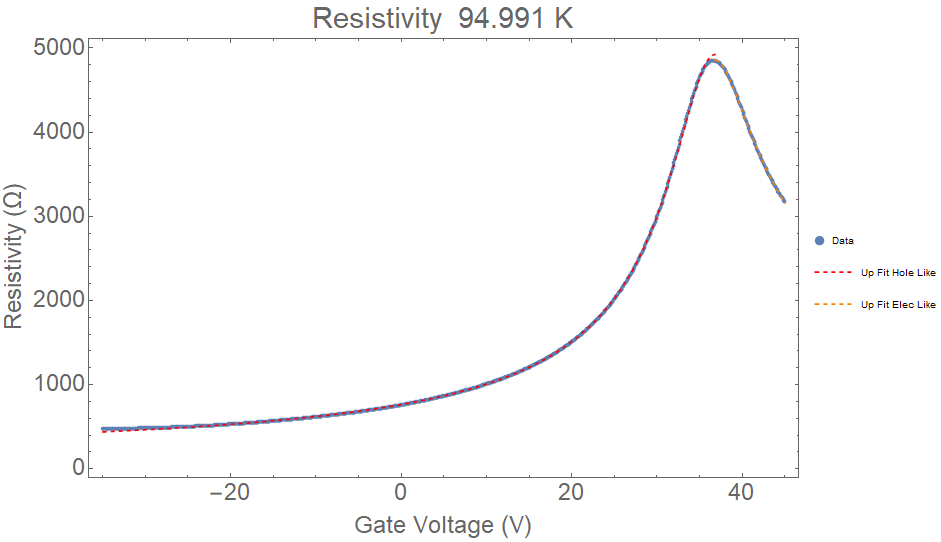 Resistivity  94.991 K
5000
4000
3000
2000
1000
0
Resistivity (Ω)
−20
0
20
40
Gate Voltage (V)
Data
Up Fit Hole Like
Up Fit Elec Like